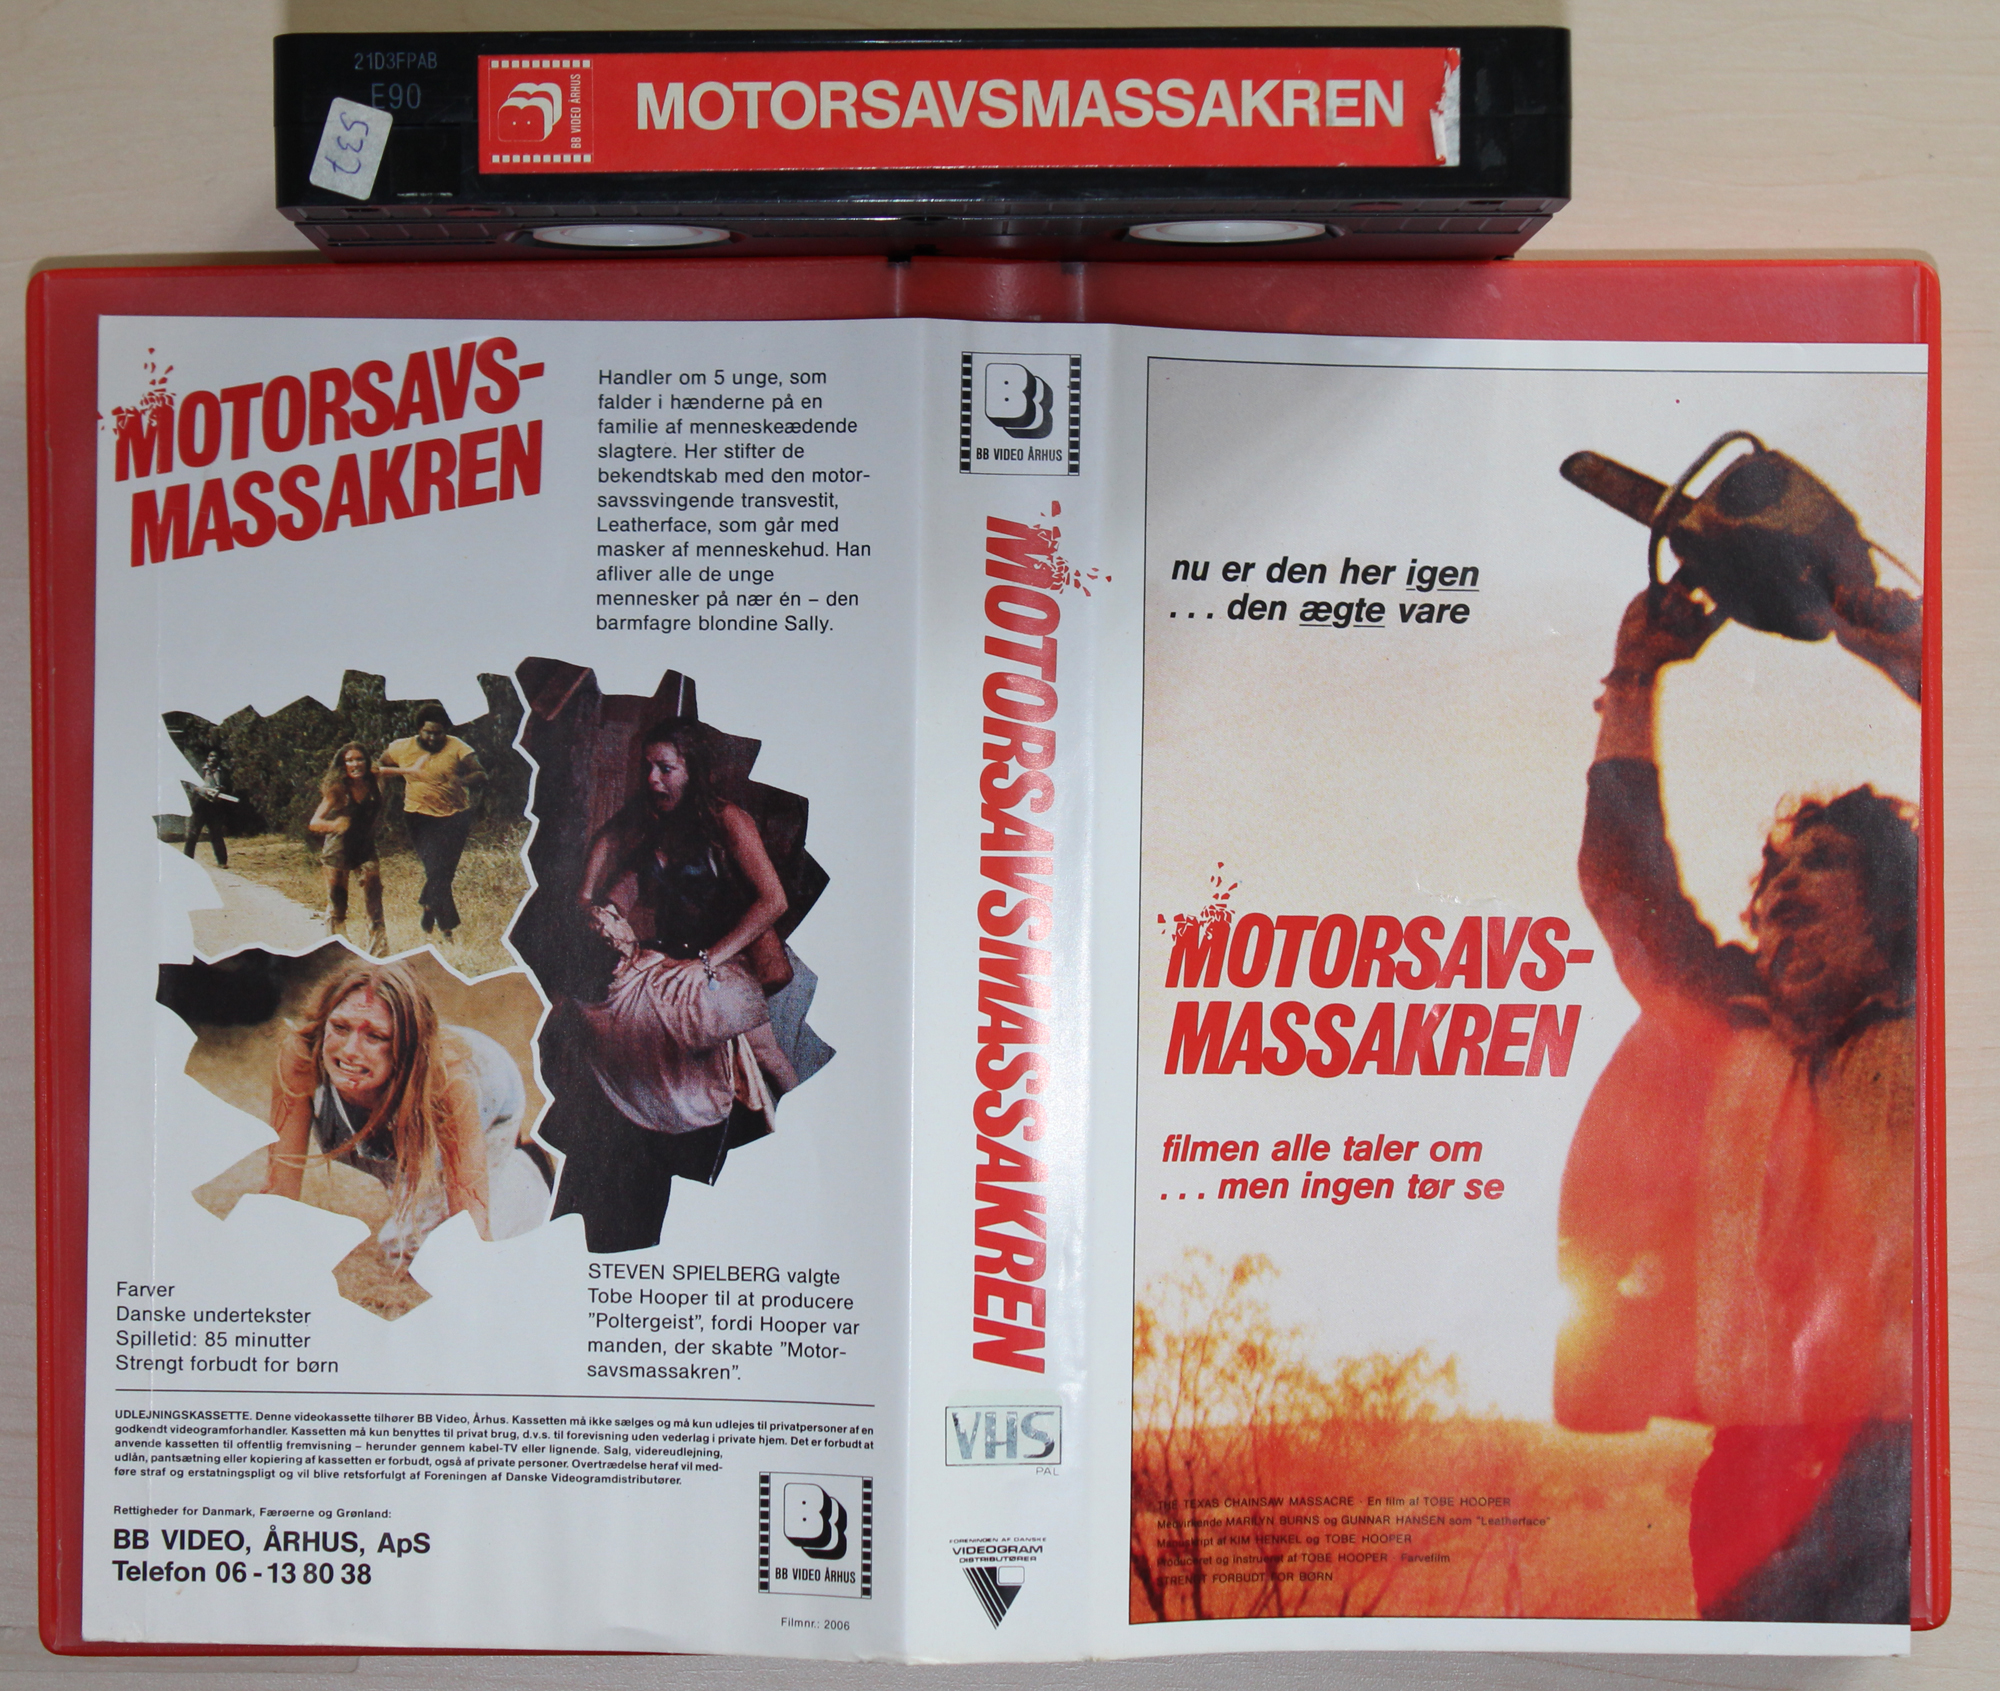 21D3FPAB
E90
537
BB VIDEO ÅRHUS
MOTORSAVSMASSAKREN
MOTORSAVS-
MASSAKREN
Handler om 5 unge, som
falder i hænderne på en
familie af menneskeædende
slagtere. Her stifter de
bekendtskab med den motor-
savssvingende transvestit,
Leatherface, som går med
masker af menneskehud. Han
afliver alle de unge
mennesker på nær én – den
barmfagre blondine Sally.
Farver
Danske undertekster
Spilletid: 85 minutter
Strengt forbudt for børn
STEVEN SPIELBERG valgte
Tobe Hooper til at producere
”Poltergeist”, fordi Hooper var
manden, der skabte ”Motor-
savsmassakren”.
UDLEJNINGSKASSETTE. Denne videokassette tilhører BB Video, Århus. Kassetten må ikke sælges og må kun udlejes til privatpersoner af en
godkendt videogramforhandler. Kassetten må kun benyttes til privat brug, d.v.s. til forevisning uden vederlag i private hjem. Det er forbudt at
anvende kassetten til offentlig fremvisning – herunder gennem kabel-TV eller lignende. Salg, videreudlejning,
udlån, pantsætning eller kopiering af kassetten er forbudt, også af private personer. Overtrædelse heraf vil med-
føre straf og erstatningspligt og vil blive retsforfulgt af Foreningen af Danske Videogramdistributører.
Rettigheder for Danmark, Færøerne og Grønland:
BB VIDEO, ÅRHUS, ApS
Telefon 06 - 13 80 38
BB VIDEO ÅRHUS
Filmnr.: 2006
BB VIDEO ÅRHUS
MOTORSAVSMASSAKREN
VHS
PAL
FORENINGEN AF DANSKE
VIDEOGRAM
DISTRIBUTØRER
nu er den her igen
. . . den ægte vare
MOTORSAVS-
MASSAKREN
filmen alle taler om
. . . men ingen tør se
THE TEXAS CHAINSAW MASSACRE · En film af TOBE HOOPER
Medvirkende MARILYN BURNS og GUNNAR HANSEN som "Leatherface"
Manuskript af KIM HENKEL og TOBE HOOPER
Produceret og instrueret af TOBE HOOPER · Farvefilm
STRENGT FORBUDT FOR BØRN